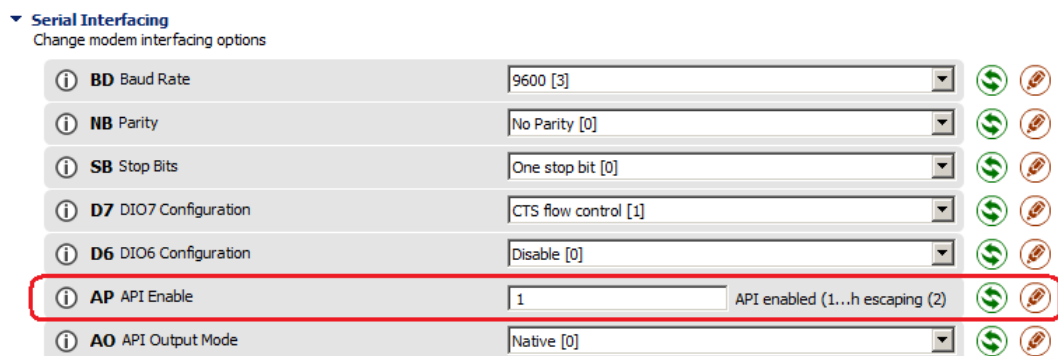 Serial Interfacing
Change modem interfacing options
i BD Baud Rate 9600 [3]
i NB Parity No Parity [0]
i SB Stop Bits One stop bit [0]
i D7 DIO7 Configuration CTS flow control [1]
i D6 DIO6 Configuration Disable [0]
i AP API Enable 1 API enabled (1...h escaping (2)
i AO API Output Mode Native [0]